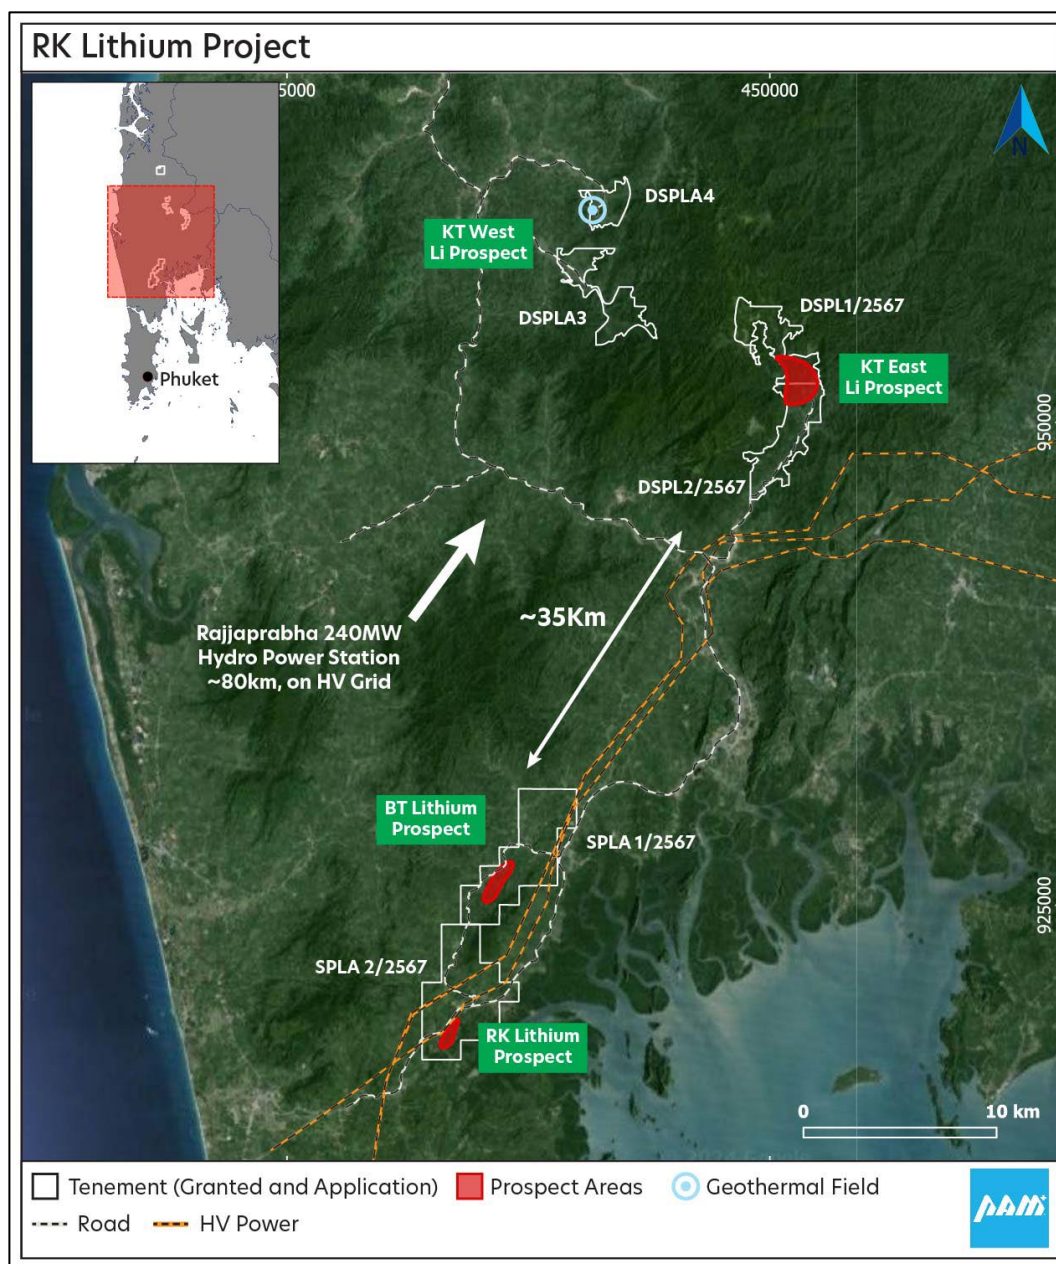 RK Lithium Project
5000
450000
N
DSPLA4
KT West
Li Prospect
DSPL1/2567
DSPLA3
KT East
Li Prospect
Phuket
950000
DSPL2/2567
~35Km
Rajjaprabha 240MW
Hydro Power Station
~80km, on HV Grid
BT Lithium
Prospect
SPLA 1/2567
925000
SPLA 2/2567
RK Lithium
Prospect
0 10 km
Tenement (Granted and Application) Prospect Areas Geothermal Field
Road HV Power
PAM+